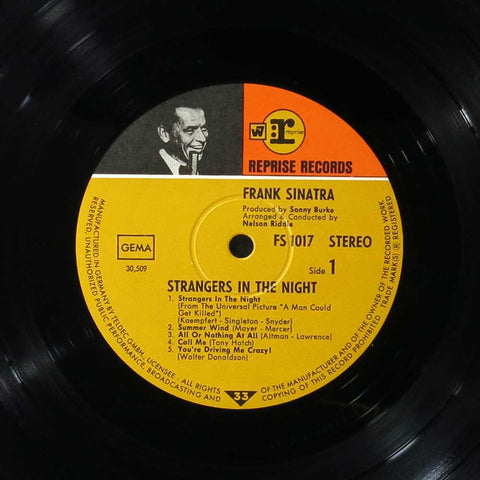 W r reprise
REPRISE RECORDS
FRANK SINATRA
Produced by Sonny Burke
Arranged & Conducted by
Nelson Riddle
FS 1017 STEREO
GEMA
30,509
Side 1
STRANGERS IN THE NIGHT
1. Strangers In The Night
(From The Universal Picture "A Man Could
Get Killed")
(Kaempfert - Singleton - Snyder)
2. Summer Wind (Mayer - Mercer)
3. All Or Nothing At All (Altman - Lawrence)
4. Call Me (Tony Hatch)
5. You're Driving Me Crazy!
(Walter Donaldson)
33
MANUFACTURED IN GERMANY BY TELDEC GMBH, LICENSEE. ALL RIGHTS OF THE MANUFACTURER AND OF THE OWNER OF THE RECORDED WORK
RESERVED, UNAUTHORIZED PUBLIC PERFORMANCE, BROADCASTING AND COPYING OF THIS RECORD PROHIBITED. TRADE MARK(S) ® REGISTERED